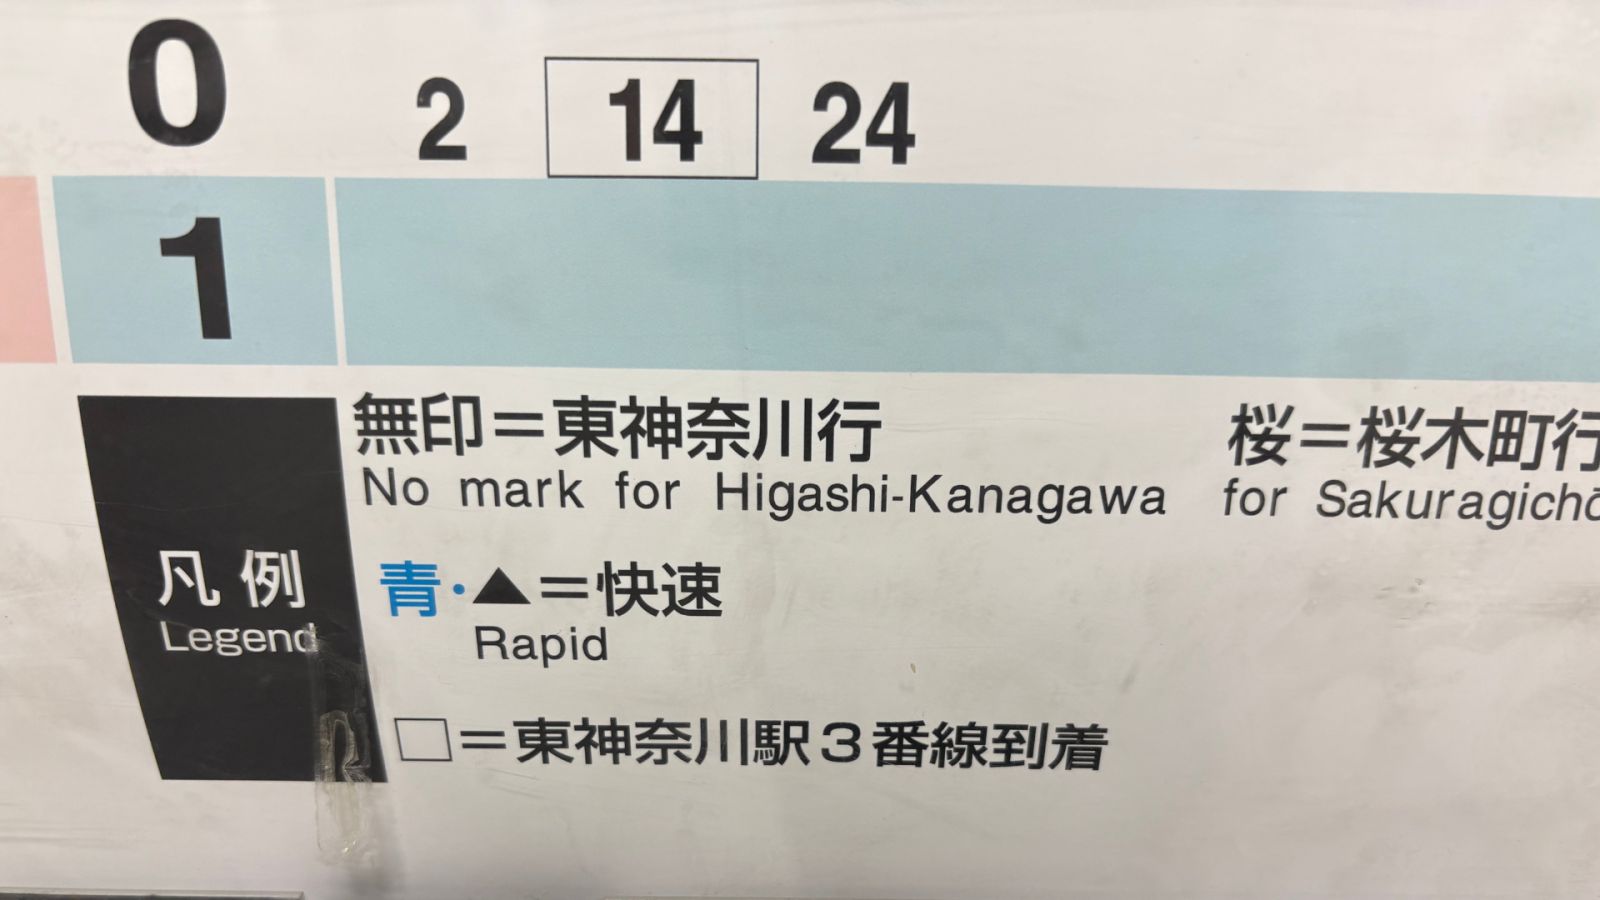 0 2 14 24
1
無印＝東神奈川行 桜＝桜木町行
No mark for Higashi-Kanagawa for Sakuragichō
凡例
Legend
青・▲＝快速
Rapid
□＝東神奈川駅３番線到着